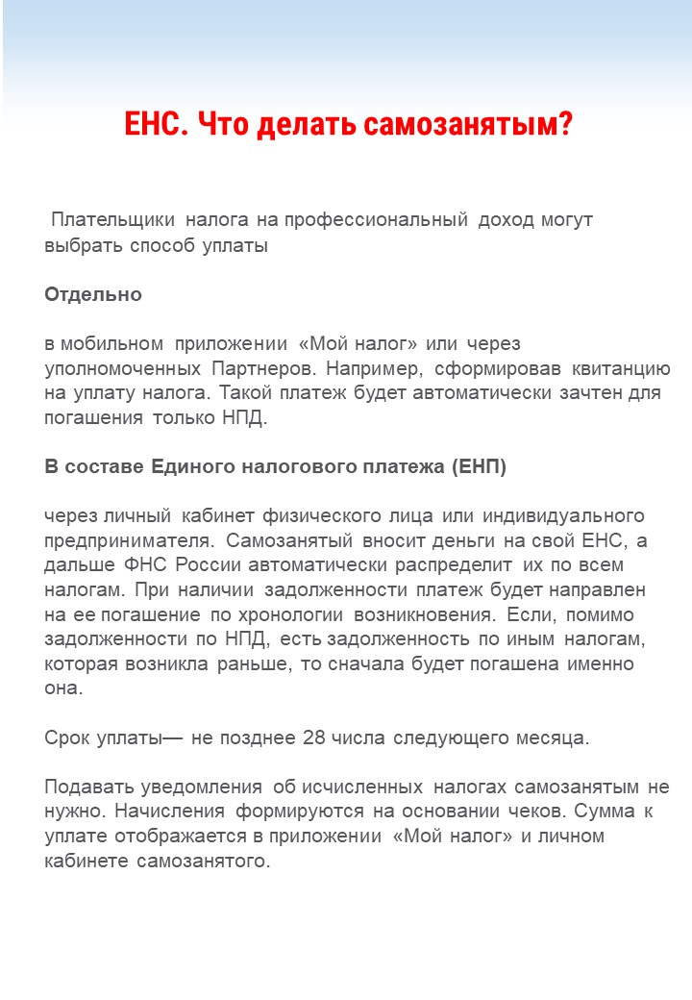 ЕНС. Что делать самозанятым?
Плательщики налога на профессиональный доход могут
выбрать способ уплаты
Отдельно
в мобильном приложении «Мой налог» или через
уполномоченных Партнеров. Например, сформировав квитанцию
на уплату налога. Такой платеж будет автоматически зачтен для
погашения только НПД.
В составе Единого налогового платежа (ЕНП)
через личный кабинет физического лица или индивидуального
предпринимателя. Самозанятый вносит деньги на свой ЕНС, а
дальше ФНС России автоматически распределит их по всем
налогам. При наличии задолженности платеж будет направлен
на ее погашение по хронологии возникновения. Если, помимо
задолженности по НПД, есть задолженность по иным налогам,
которая возникла раньше, то сначала будет погашена именно
она.
Срок уплаты— не позднее 28 числа следующего месяца.
Подавать уведомления об исчисленных налогах самозанятым не
нужно. Начисления формируются на основании чеков. Сумма к
уплате отображается в приложении «Мой налог» и личном
кабинете самозанятого.